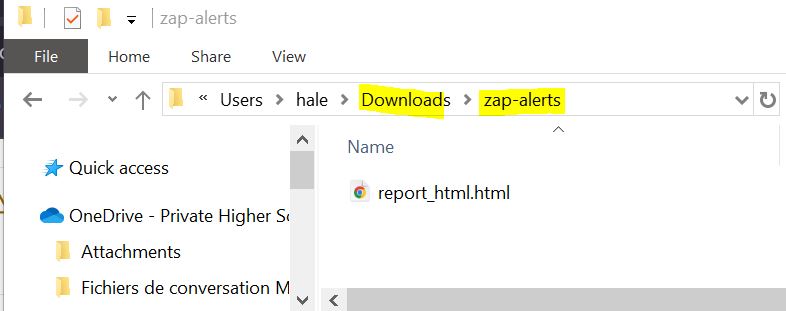 zap-alerts
File Home Share View
« Users > hale > Downloads > zap-alerts
Name
Quick access
report_html.html
OneDrive - Private Higher Sc
Attachments
Fichiers de conversation M